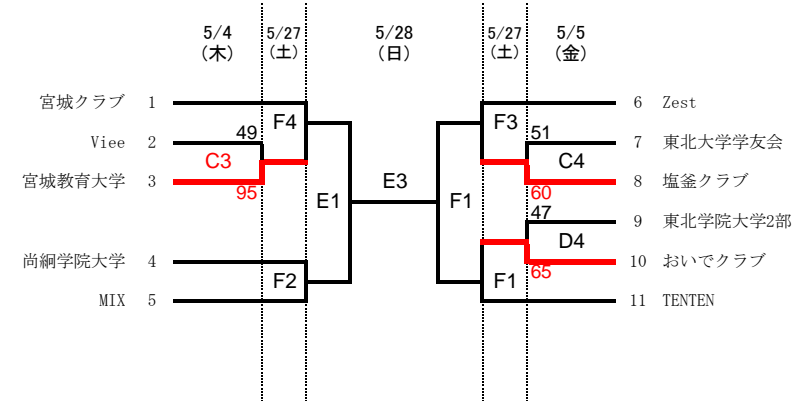 5/4 5/27 5/28 5/27 5/5
(木) (土) (日) (土) (金)
宮城クラブ 1 6 Zest
F4 F3
Viee 2 49 51 7 東北大学学友会
C3 C4
宮城教育大学 3 95 60 8 塩釜クラブ
E1 E3 F1
47 9 東北学院大学2部
D4
尚絅学院大学 4 65 10 おいでクラブ
F2 F1
MIX 5 11 TENTEN